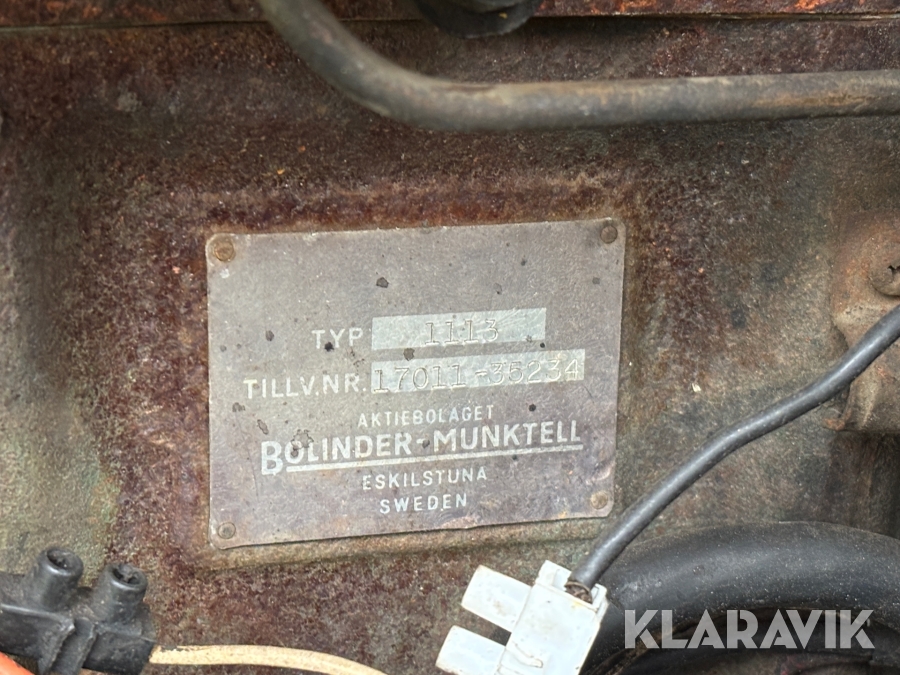 TYP 1113
TILLV.NR. 17011-35234
AKTIEBOLAGET
BOLINDER-MUNKTELL
ESKILSTUNA
SWEDEN
KLARAVIK